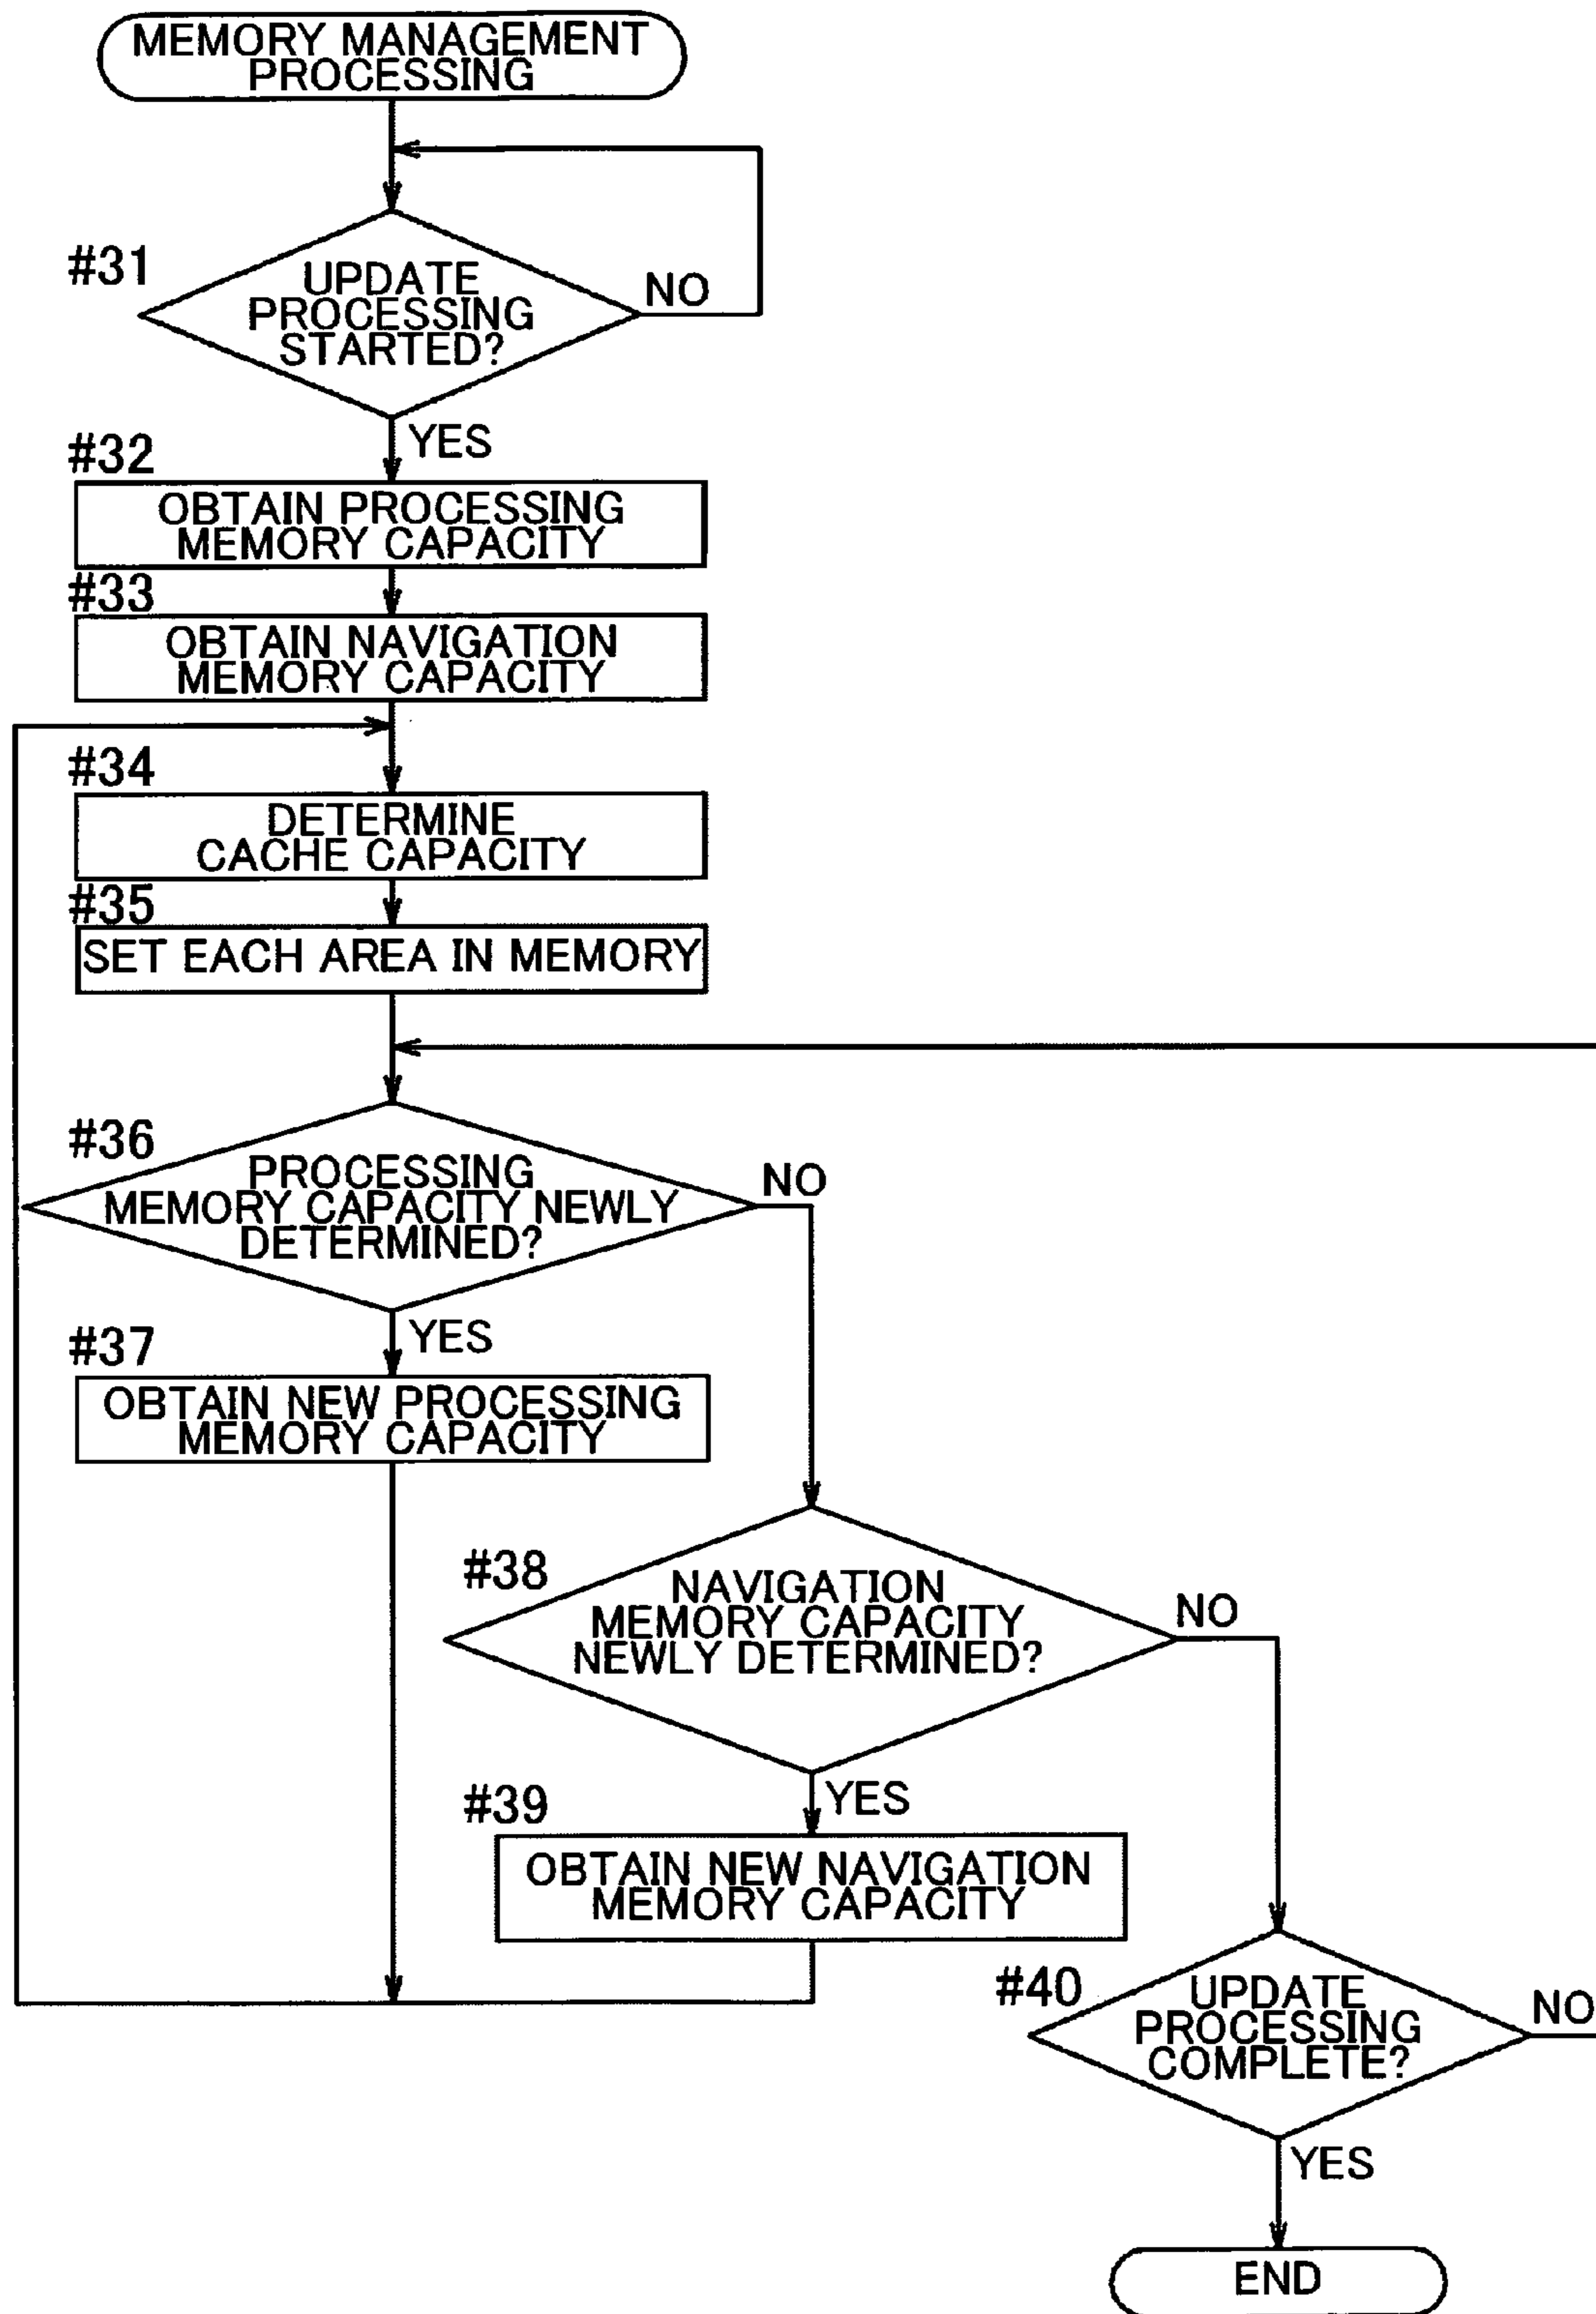 MEMORY MANAGEMENT
PROCESSING
#31
UPDATE
PROCESSING
STARTED?
NO
YES
#32
OBTAIN PROCESSING
MEMORY CAPACITY
#33
OBTAIN NAVIGATION
MEMORY CAPACITY
#34
DETERMINE
CACHE CAPACITY
#35
SET EACH AREA IN MEMORY
#36
PROCESSING
MEMORY CAPACITY NEWLY
DETERMINED?
NO
YES
#37
OBTAIN NEW PROCESSING
MEMORY CAPACITY
#38
NAVIGATION
MEMORY CAPACITY
NEWLY DETERMINED?
NO
YES
#39
OBTAIN NEW NAVIGATION
MEMORY CAPACITY
#40
UPDATE
PROCESSING
COMPLETE?
NO
YES
END